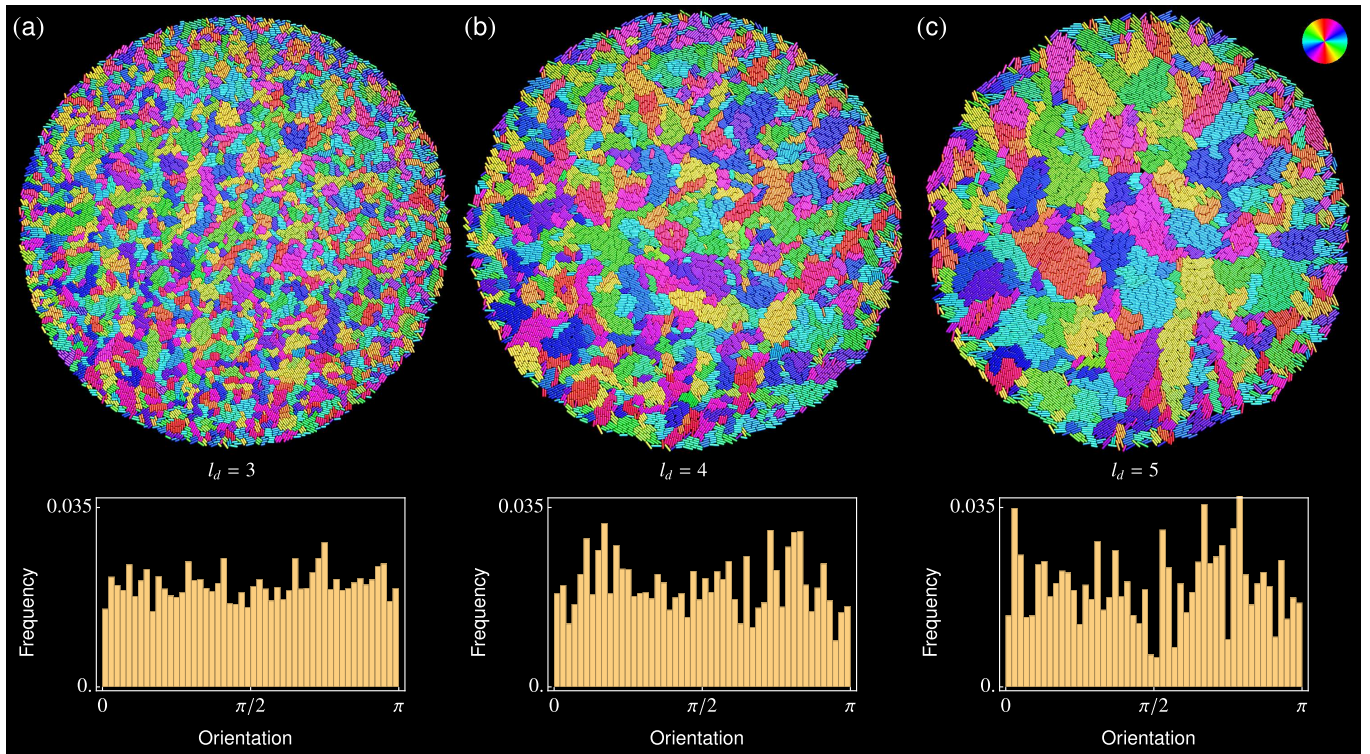 (a)
(b)
(c)
l_d = 3
l_d = 4
l_d = 5
0.035
0.
Frequency
0
π/2
π
Orientation
0.035
0.
Frequency
0
π/2
π
Orientation
0.035
0.
Frequency
0
π/2
π
Orientation